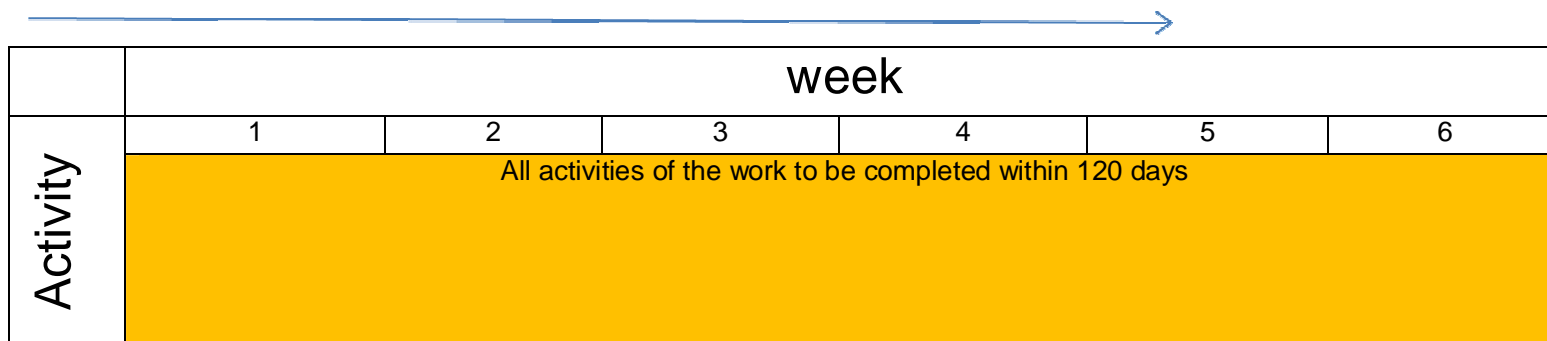 week
1 2 3 4 5 6
Activity
All activities of the work to be completed within 120 days